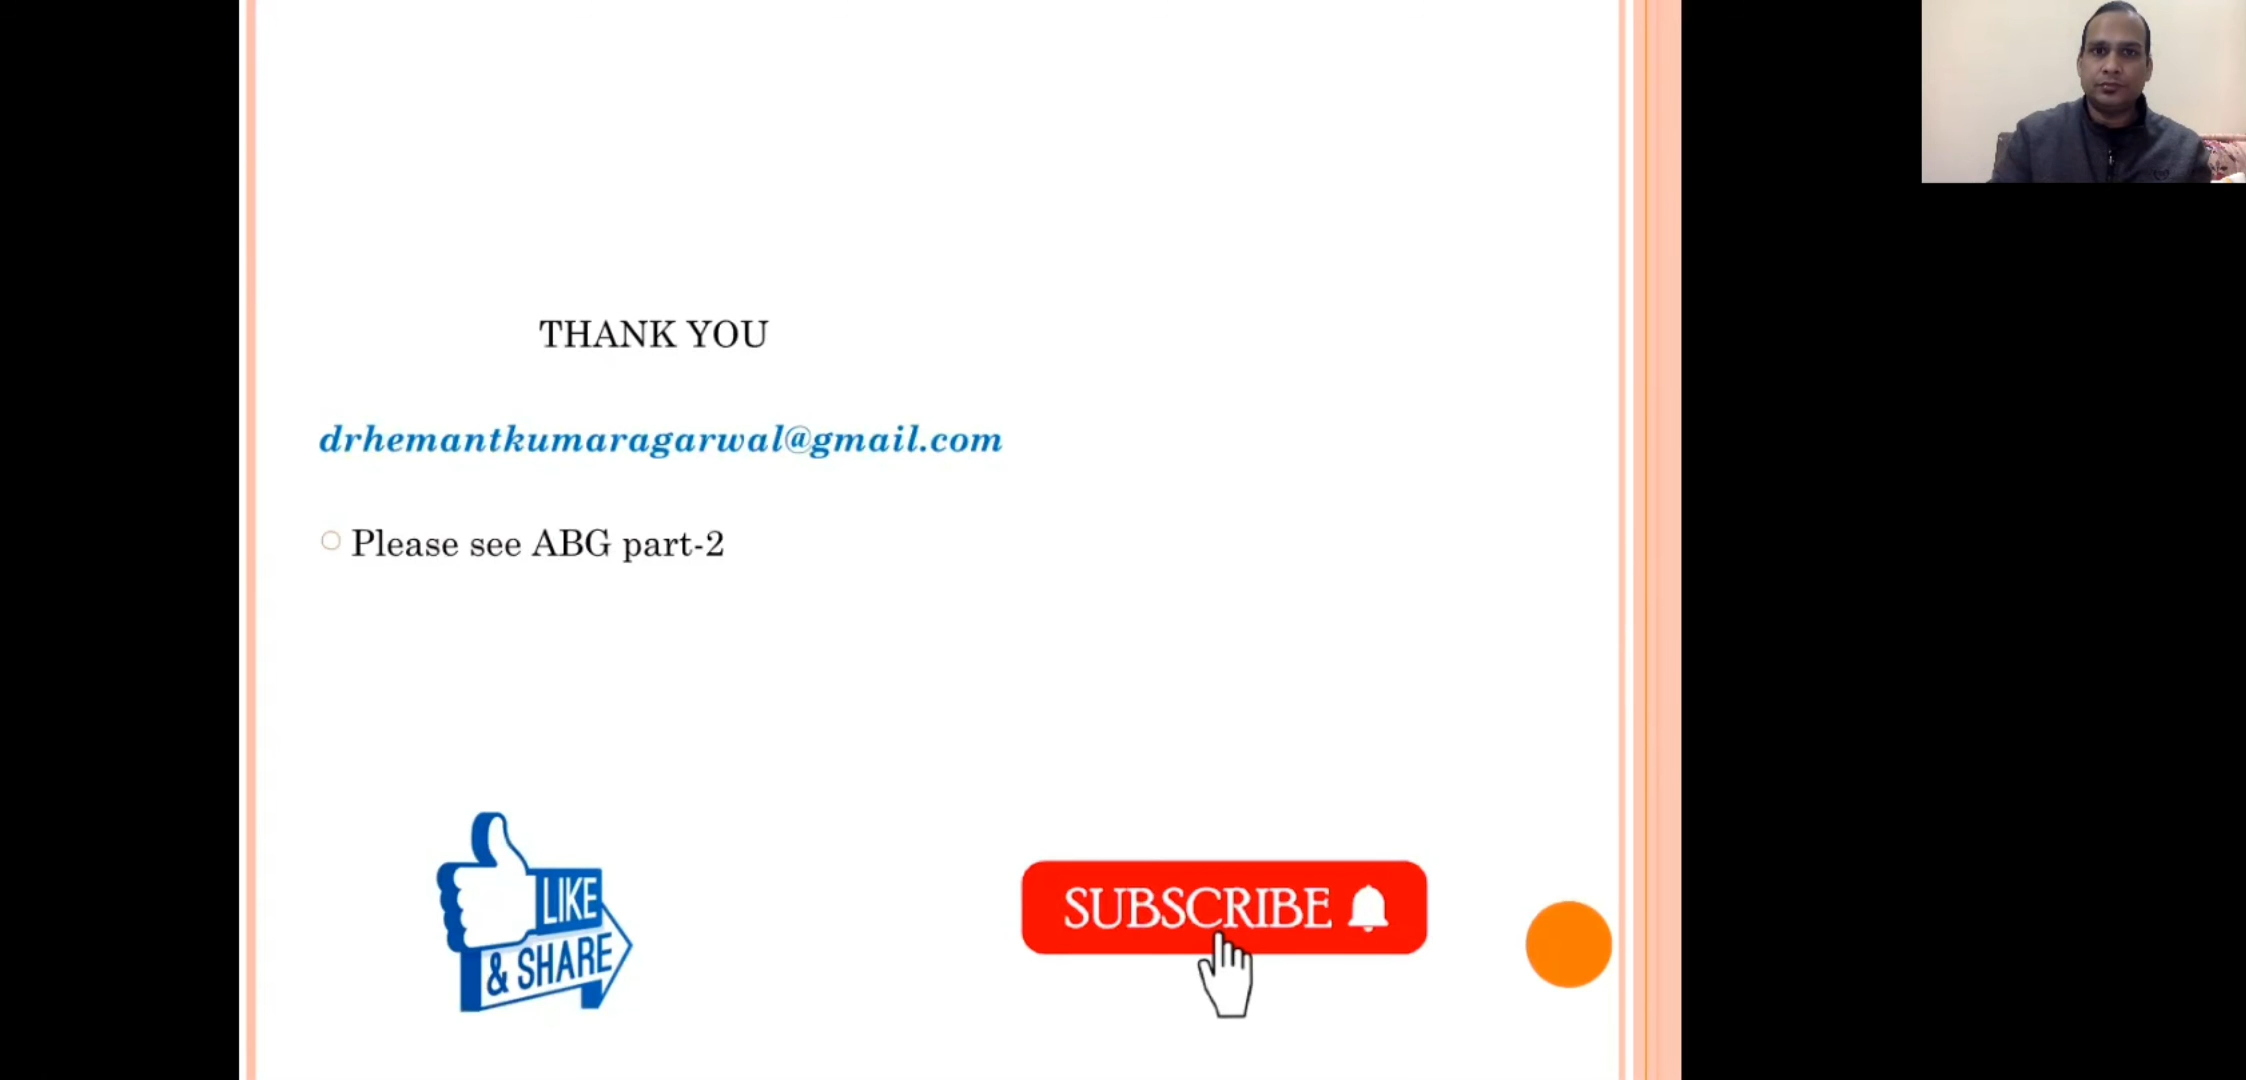 THANK YOU
drhemantkumaragarwal@gmail.com
Please see ABG part-2
LIKE
& SHARE
SUBSCRIBE